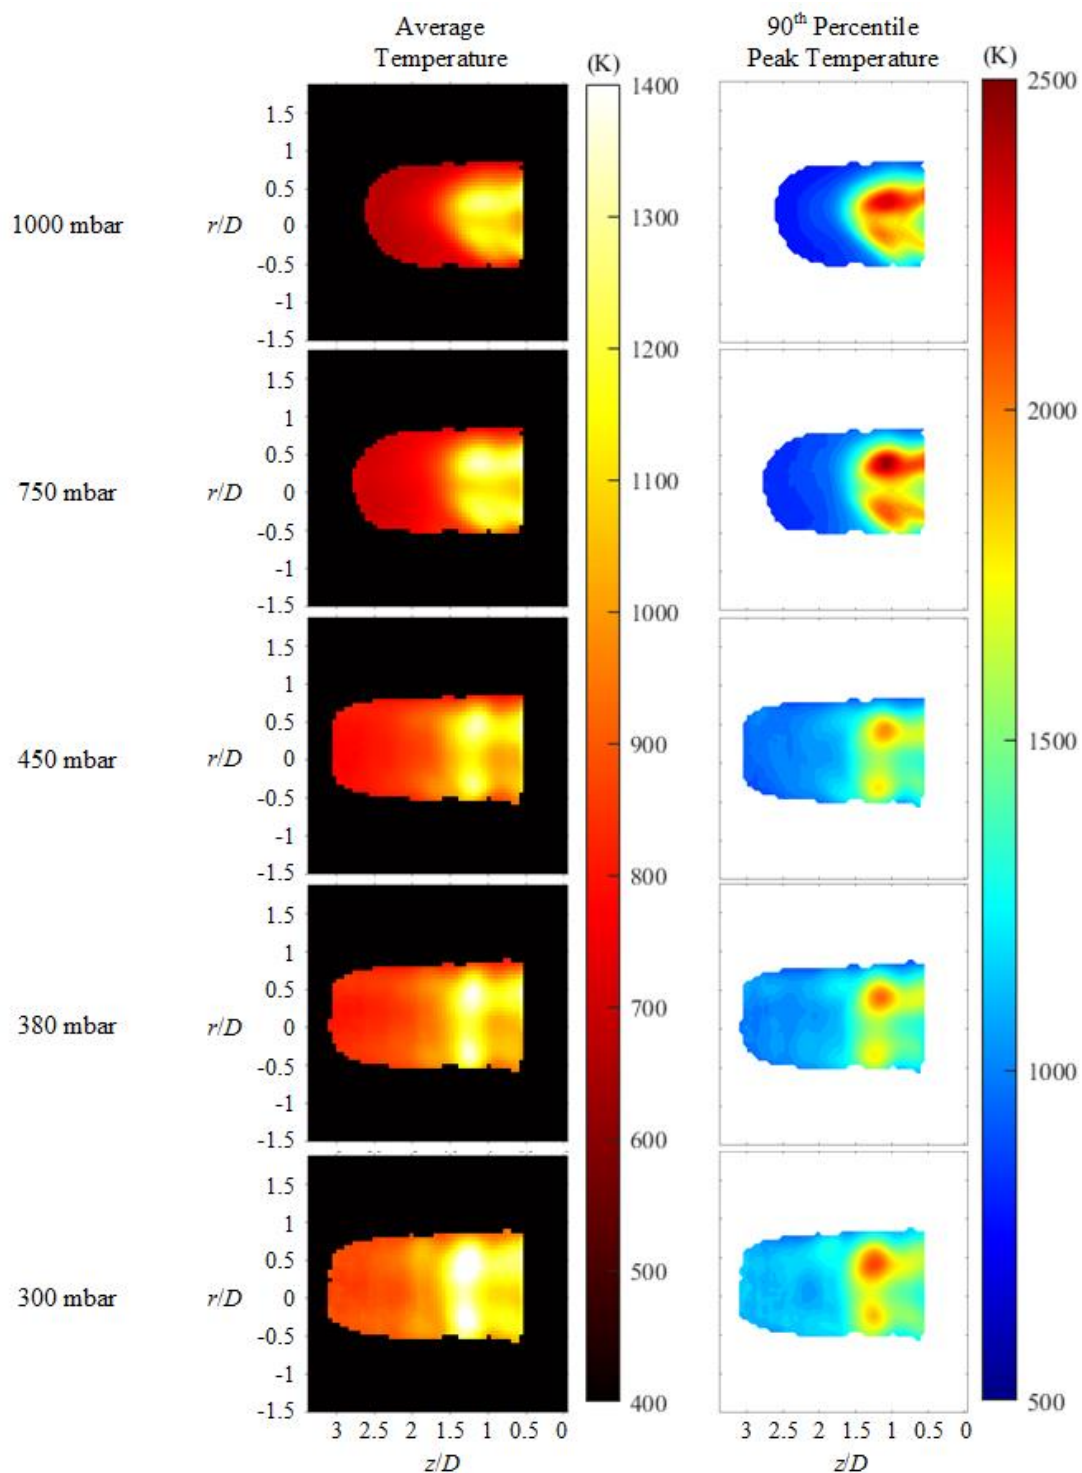 Average
Temperature
(K)
90th Percentile
Peak Temperature
(K)
1400
1300
1200
1100
1000
900
800
700
600
500
400
2500
2000
1500
1000
500
1000 mbar
r/D
1.5
1
0.5
0
-0.5
-1
-1.5
750 mbar
r/D
1.5
1
0.5
0
-0.5
-1
-1.5
450 mbar
r/D
1.5
1
0.5
0
-0.5
-1
-1.5
380 mbar
r/D
1.5
1
0.5
0
-0.5
-1
-1.5
300 mbar
r/D
1.5
1
0.5
0
-0.5
-1
-1.5
3 2.5 2 1.5 1 0.5 0
z/D
3 2.5 2 1.5 1 0.5 0
z/D